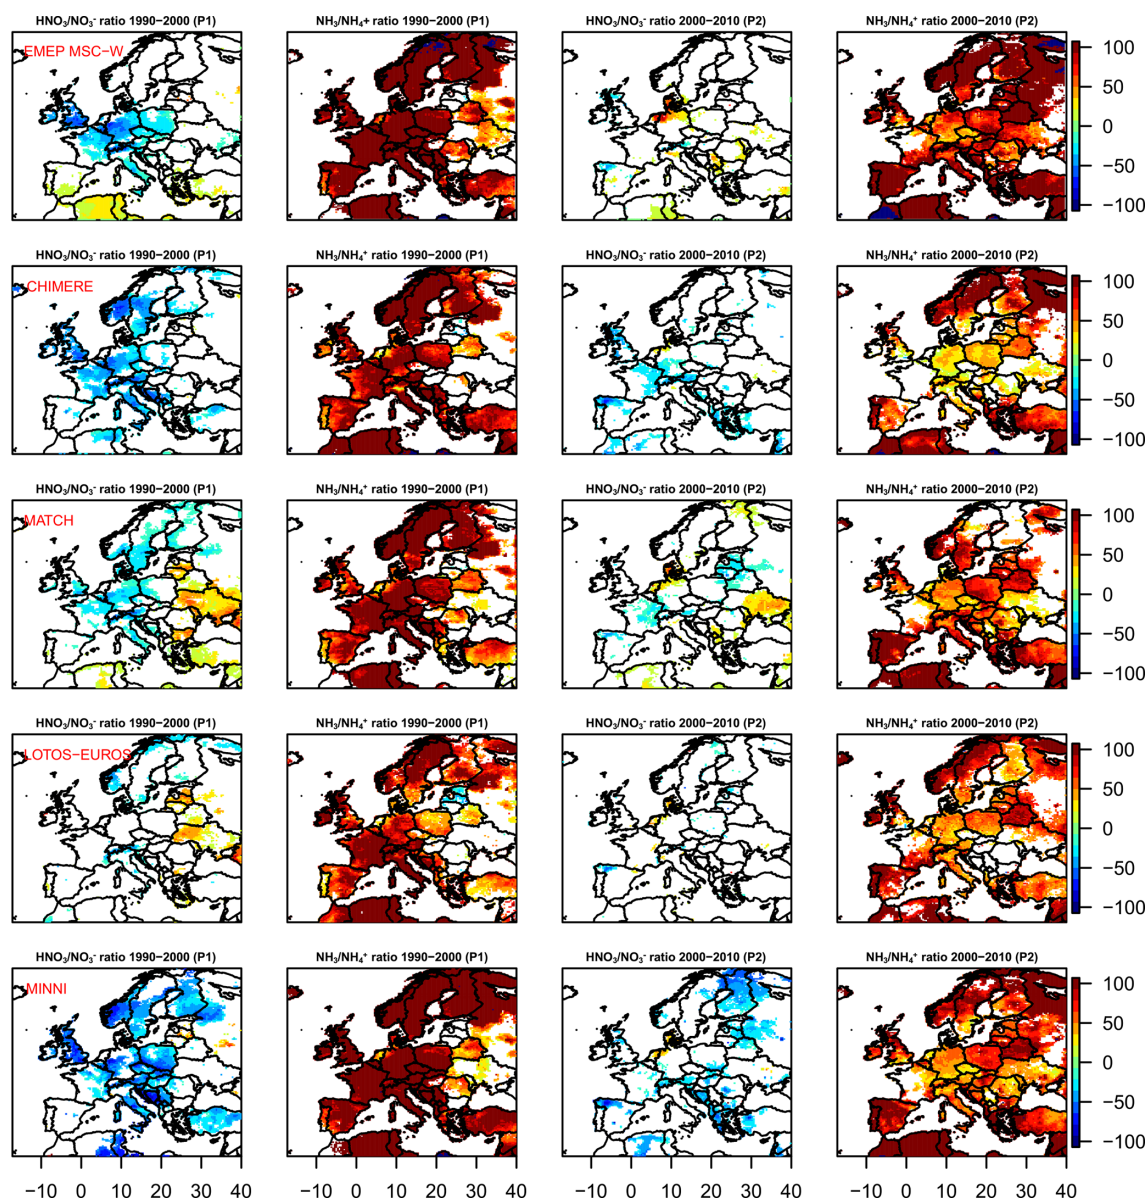 HNO₃/NO₃⁻ ratio 1990−2000 (P1) NH₃/NH₄+ ratio 1990−2000 (P1) HNO₃/NO₃⁻ ratio 2000−2010 (P2) NH₃/NH₄⁺ ratio 2000−2010 (P2)
EMEP MSC−W
100
50
0
−50
−100
HNO₃/NO₃⁻ ratio 1990−2000 (P1) NH₃/NH₄⁺ ratio 1990−2000 (P1) HNO₃/NO₃⁻ ratio 2000−2010 (P2) NH₃/NH₄⁺ ratio 2000−2010 (P2)
CHIMERE
100
50
0
−50
−100
HNO₃/NO₃⁻ ratio 1990−2000 (P1) NH₃/NH₄⁺ ratio 1990−2000 (P1) HNO₃/NO₃⁻ ratio 2000−2010 (P2) NH₃/NH₄⁺ ratio 2000−2010 (P2)
MATCH
100
50
0
−50
−100
HNO₃/NO₃⁻ ratio 1990−2000 (P1) NH₃/NH₄⁺ ratio 1990−2000 (P1) HNO₃/NO₃⁻ ratio 2000−2010 (P2) NH₃/NH₄⁺ ratio 2000−2010 (P2)
LOTOS−EUROS
100
50
0
−50
−100
HNO₃/NO₃⁻ ratio 1990−2000 (P1) NH₃/NH₄⁺ ratio 1990−2000 (P1) HNO₃/NO₃⁻ ratio 2000−2010 (P2) NH₃/NH₄⁺ ratio 2000−2010 (P2)
MINNI
100
50
0
−50
−100
−10 0 10 20 30 40 −10 0 10 20 30 40 −10 0 10 20 30 40 −10 0 10 20 30 40